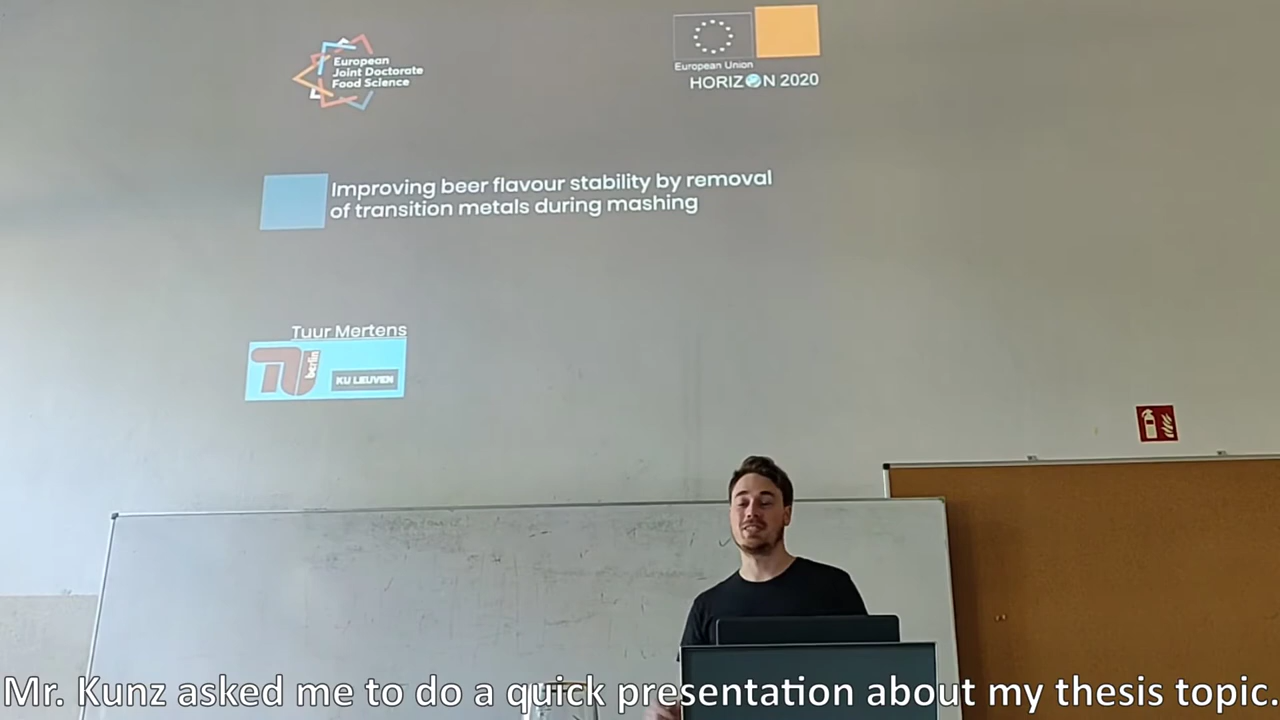 European
Joint Doctorate
Food Science
European Union
HORIZON 2020
Improving beer flavour stability by removal
of transition metals during mashing
Tuur Mertens
TU berlin
KU LEUVEN
Mr. Kunz asked me to do a quick presentation about my thesis topic.